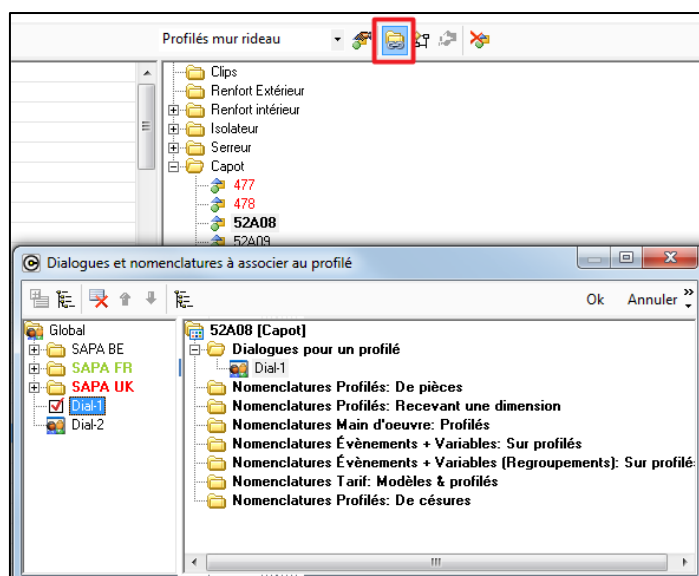 Profilés mur rideau
Clips
Renfort Extérieur
Renfort intérieur
Isolateur
Serreur
Capot
477
478
52A08
52A09
Dialogues et nomenclatures à associer au profilé
Ok Annuler
Global
SAPA BE
SAPA FR
SAPA UK
Dial-1
Dial-2
52A08 [Capot]
Dialogues pour un profilé
Dial-1
Nomenclatures Profilés: De pièces
Nomenclatures Profilés: Recevant une dimension
Nomenclatures Main d'oeuvre: Profilés
Nomenclatures Évènements + Variables: Sur profilés
Nomenclatures Évènements + Variables (Regroupements): Sur profilé
Nomenclatures Tarif: Modèles & profilés
Nomenclatures Profilés: De césures